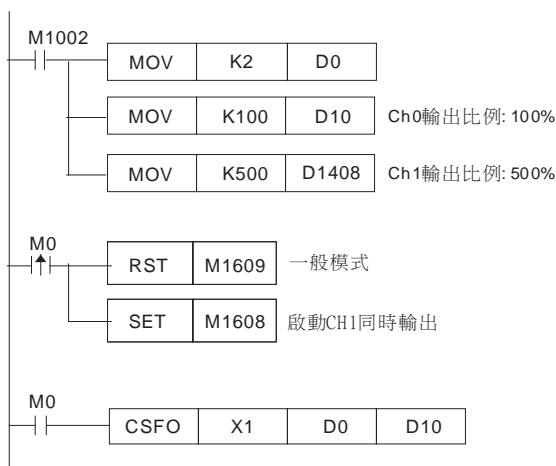 M1002
MOV K2 D0
MOV K100 D10 Ch0輸出比例: 100%
MOV K500 D1408 Ch1輸出比例: 500%
M0
RST M1609 一般模式
SET M1608 啟動CH1同時輸出
M0
CSFO X1 D0 D10